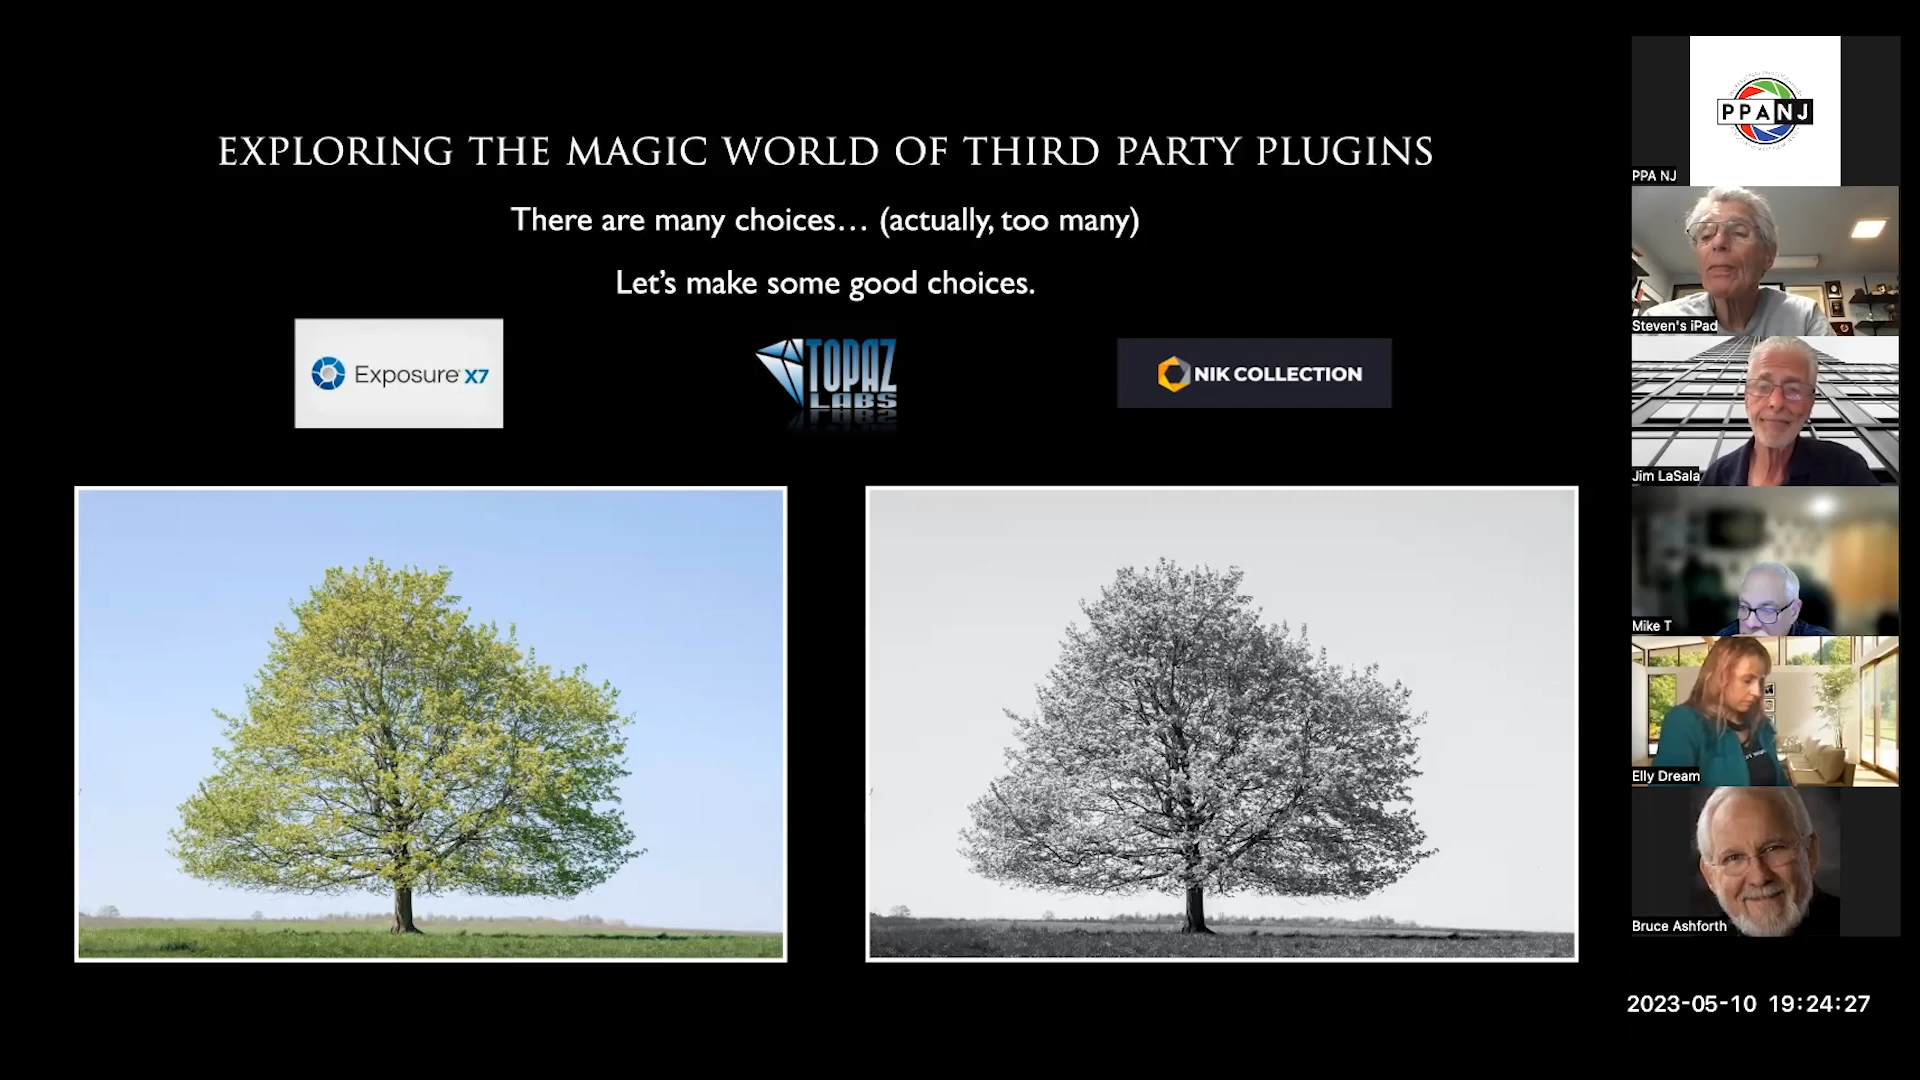 EXPLORING THE MAGIC WORLD OF THIRD PARTY PLUGINS
There are many choices... (actually, too many)
Let's make some good choices.
Exposure X7
TOPAZ
LABS
NIK COLLECTION
PPANJ
PPA NJ
Steven's iPad
Jim LaSala
Mike T
Elly Dream
Bruce Ashforth
2023-05-10 19:24:27